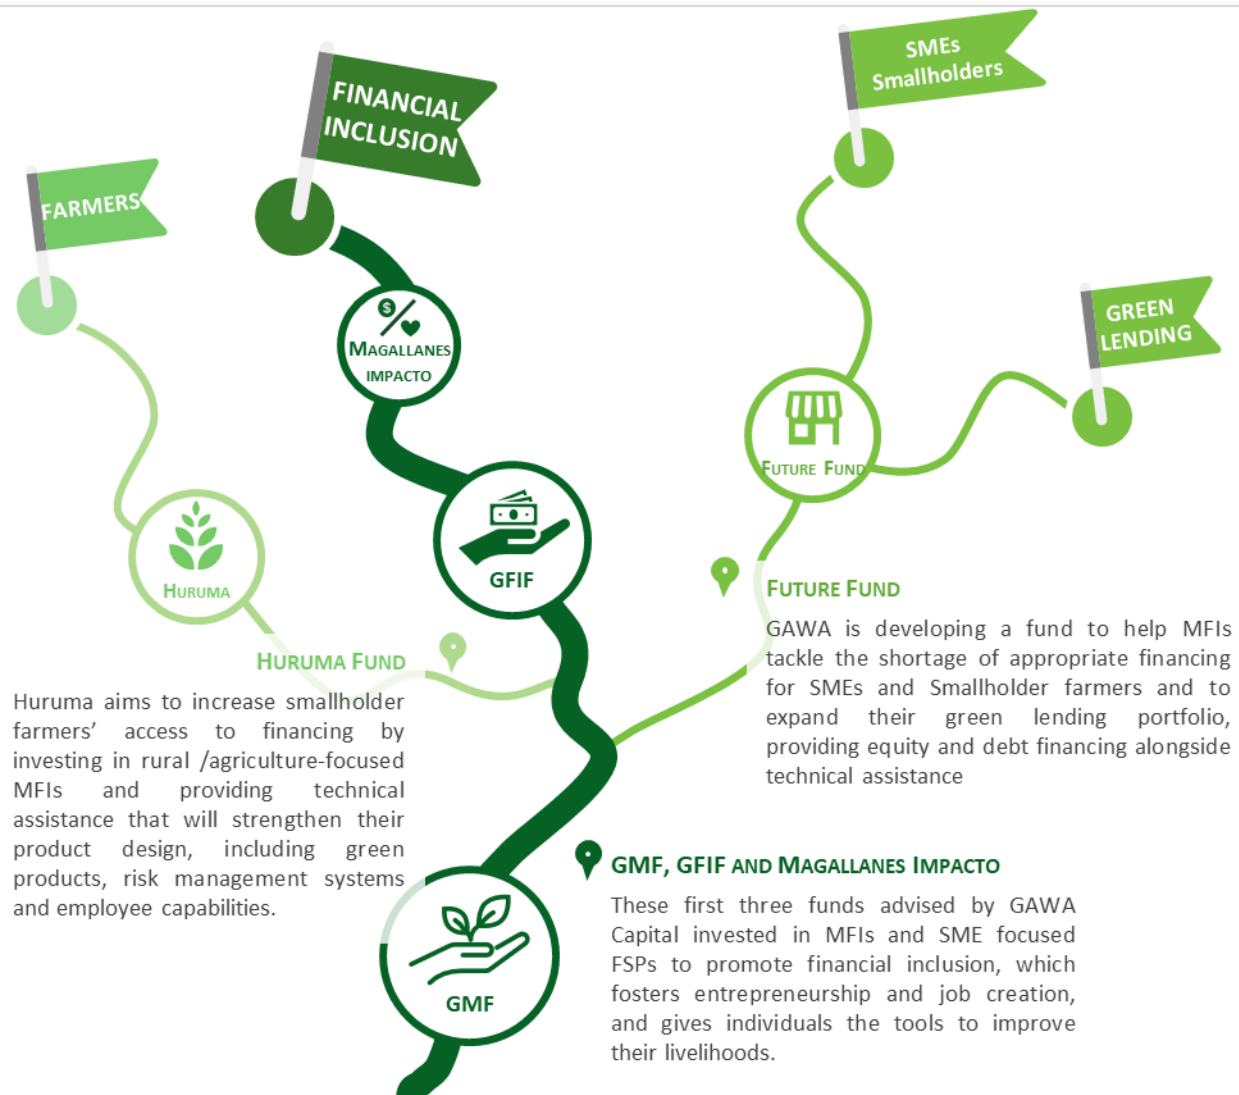 FARMERS
FINANCIAL
INCLUSION
SMEs
Smallholders
GREEN
LENDING
MAGALLANES
IMPACTO
$
FUTURE FUND
GFIF
HURUMA
HURUMA FUND
Huruma aims to increase smallholder
farmers’ access to financing by
investing in rural /agriculture-focused
MFIs and providing technical
assistance that will strengthen their
product design, including green
products, risk management systems
and employee capabilities.
FUTURE FUND
GAWA is developing a fund to help MFIs
tackle the shortage of appropriate financing
for SMEs and Smallholder farmers and to
expand their green lending portfolio,
providing equity and debt financing alongside
technical assistance
GMF
GMF, GFIF AND MAGALLANES IMPACTO
These first three funds advised by GAWA
Capital invested in MFIs and SME focused
FSPs to promote financial inclusion, which
fosters entrepreneurship and job creation,
and gives individuals the tools to improve
their livelihoods.